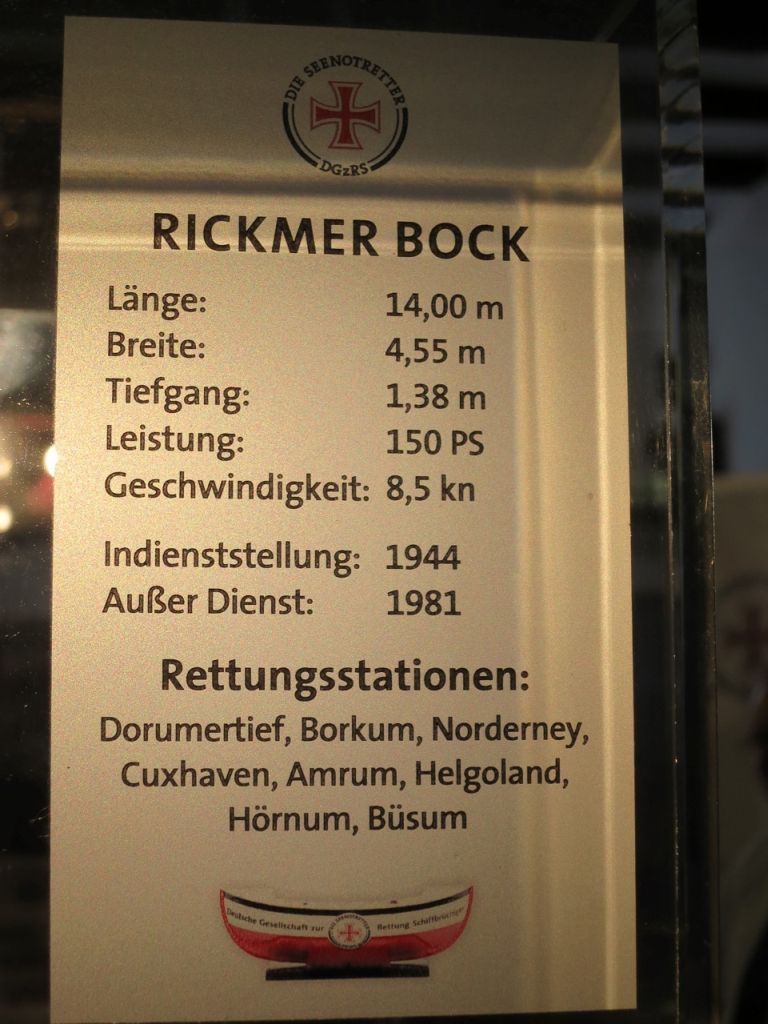 DIE SEENOTRETTER
DGzRS
RICKMER BOCK
Länge: 14,00 m
Breite: 4,55 m
Tiefgang: 1,38 m
Leistung: 150 PS
Geschwindigkeit: 8,5 kn
Indienststellung: 1944
Außer Dienst: 1981
Rettungsstationen:
Dorumertief, Borkum, Norderney,
Cuxhaven, Amrum, Helgoland,
Hörnum, Büsum
Deutsche Gesellschaft zur Rettung Schiffbrüchiger